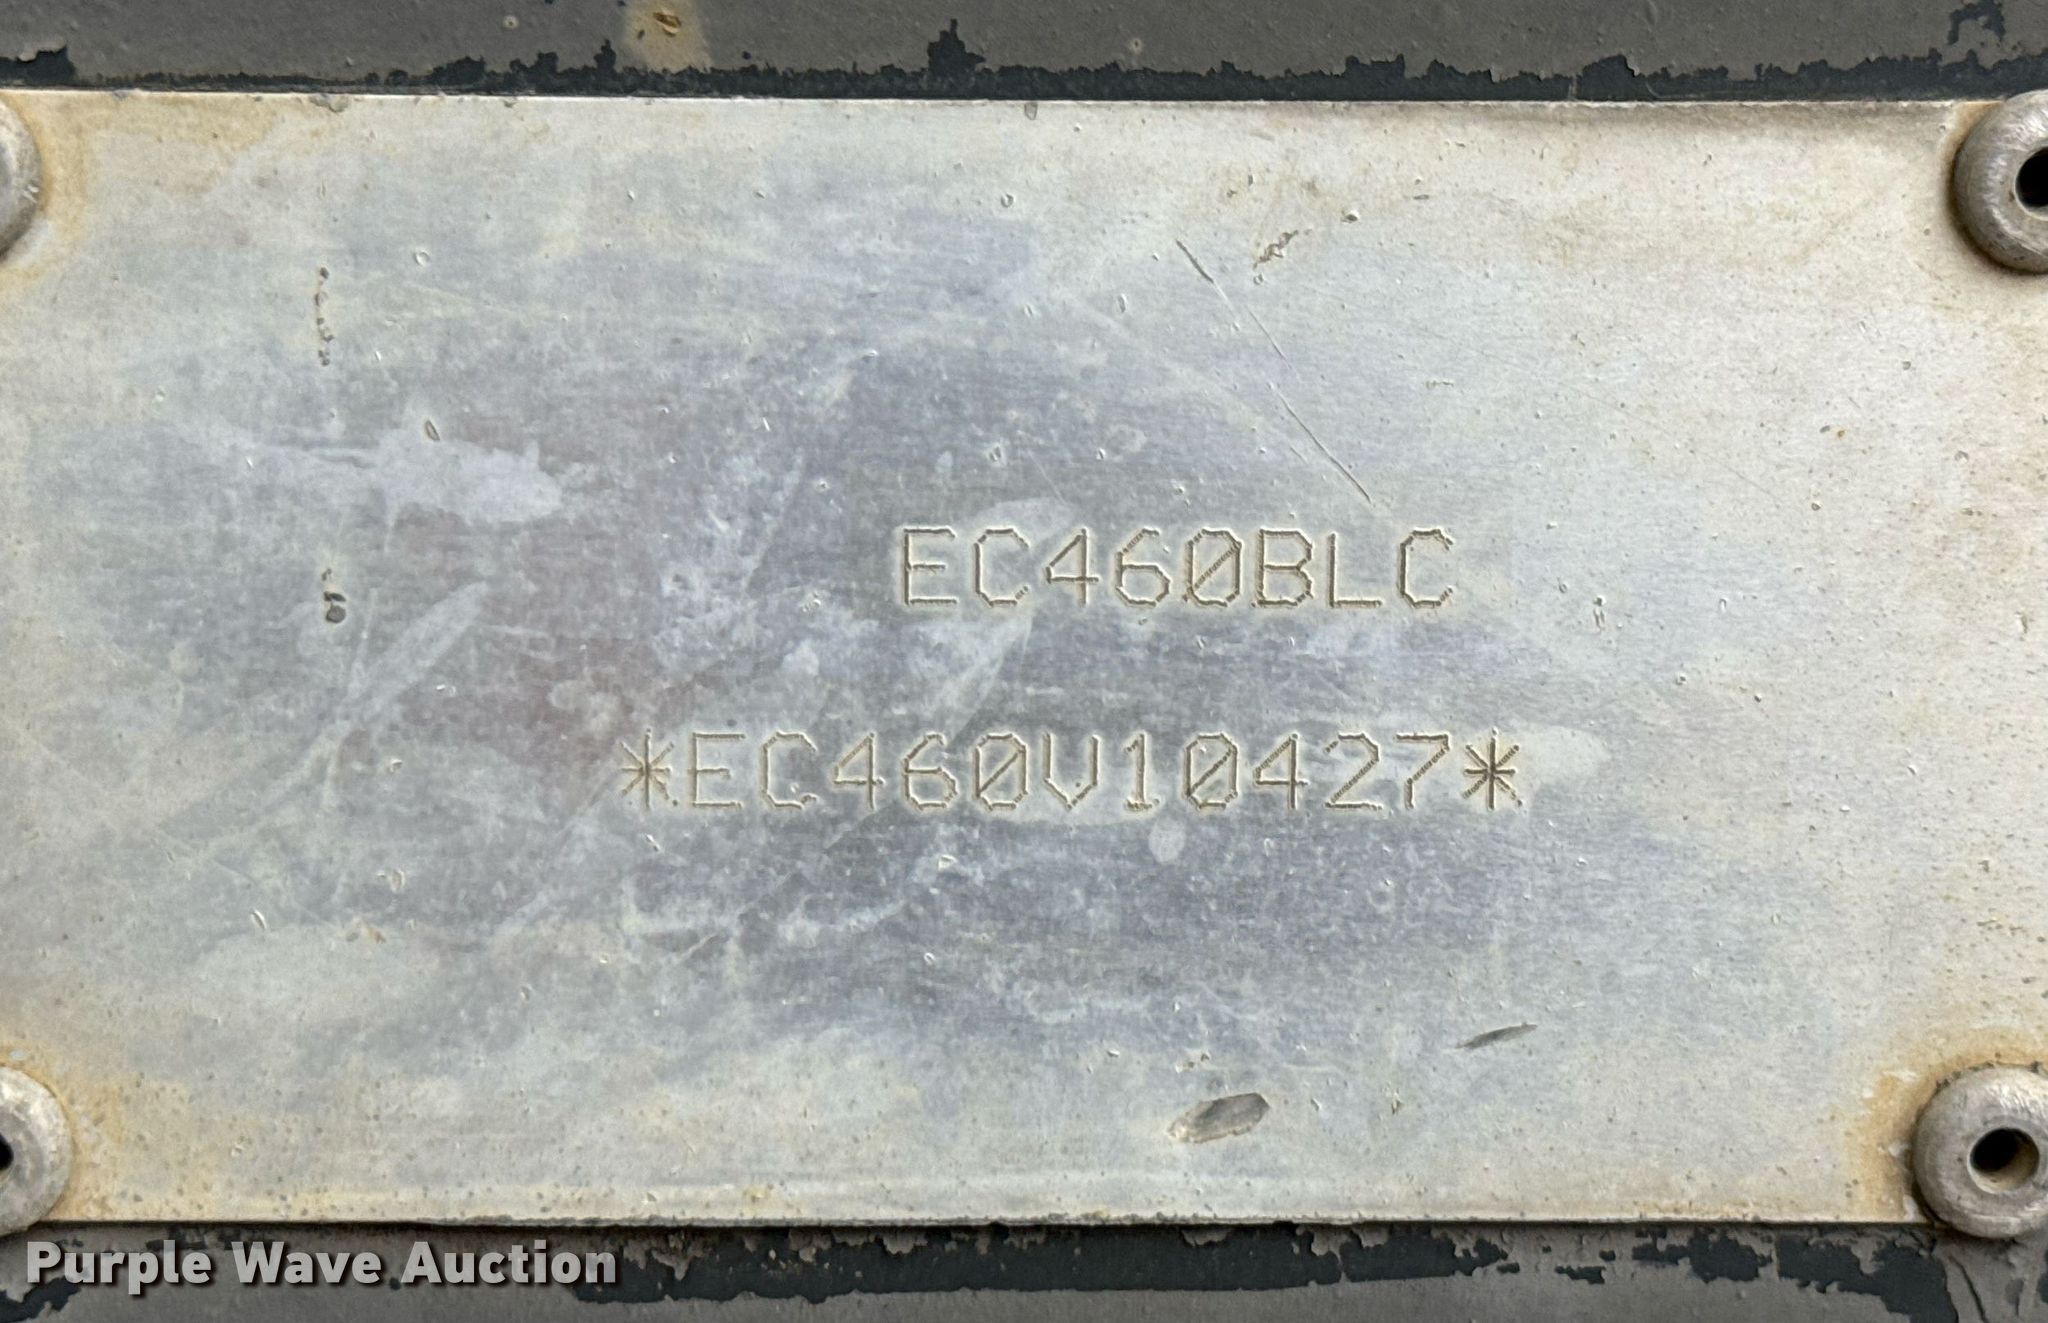 EC460BLC
*EC460V10427*
Purple Wave Auction